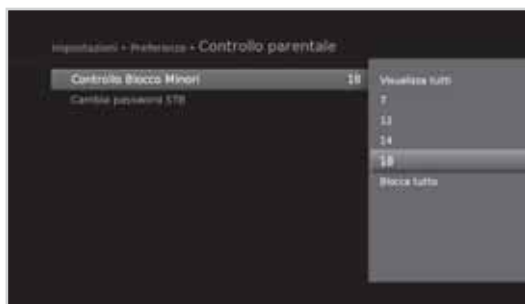 Impostazioni • Preferenze • Controllo parentale
Controllo Blocco Minori 18
Cambia password STB
Visualizza tutti
7
12
14
18
Blocca tutto